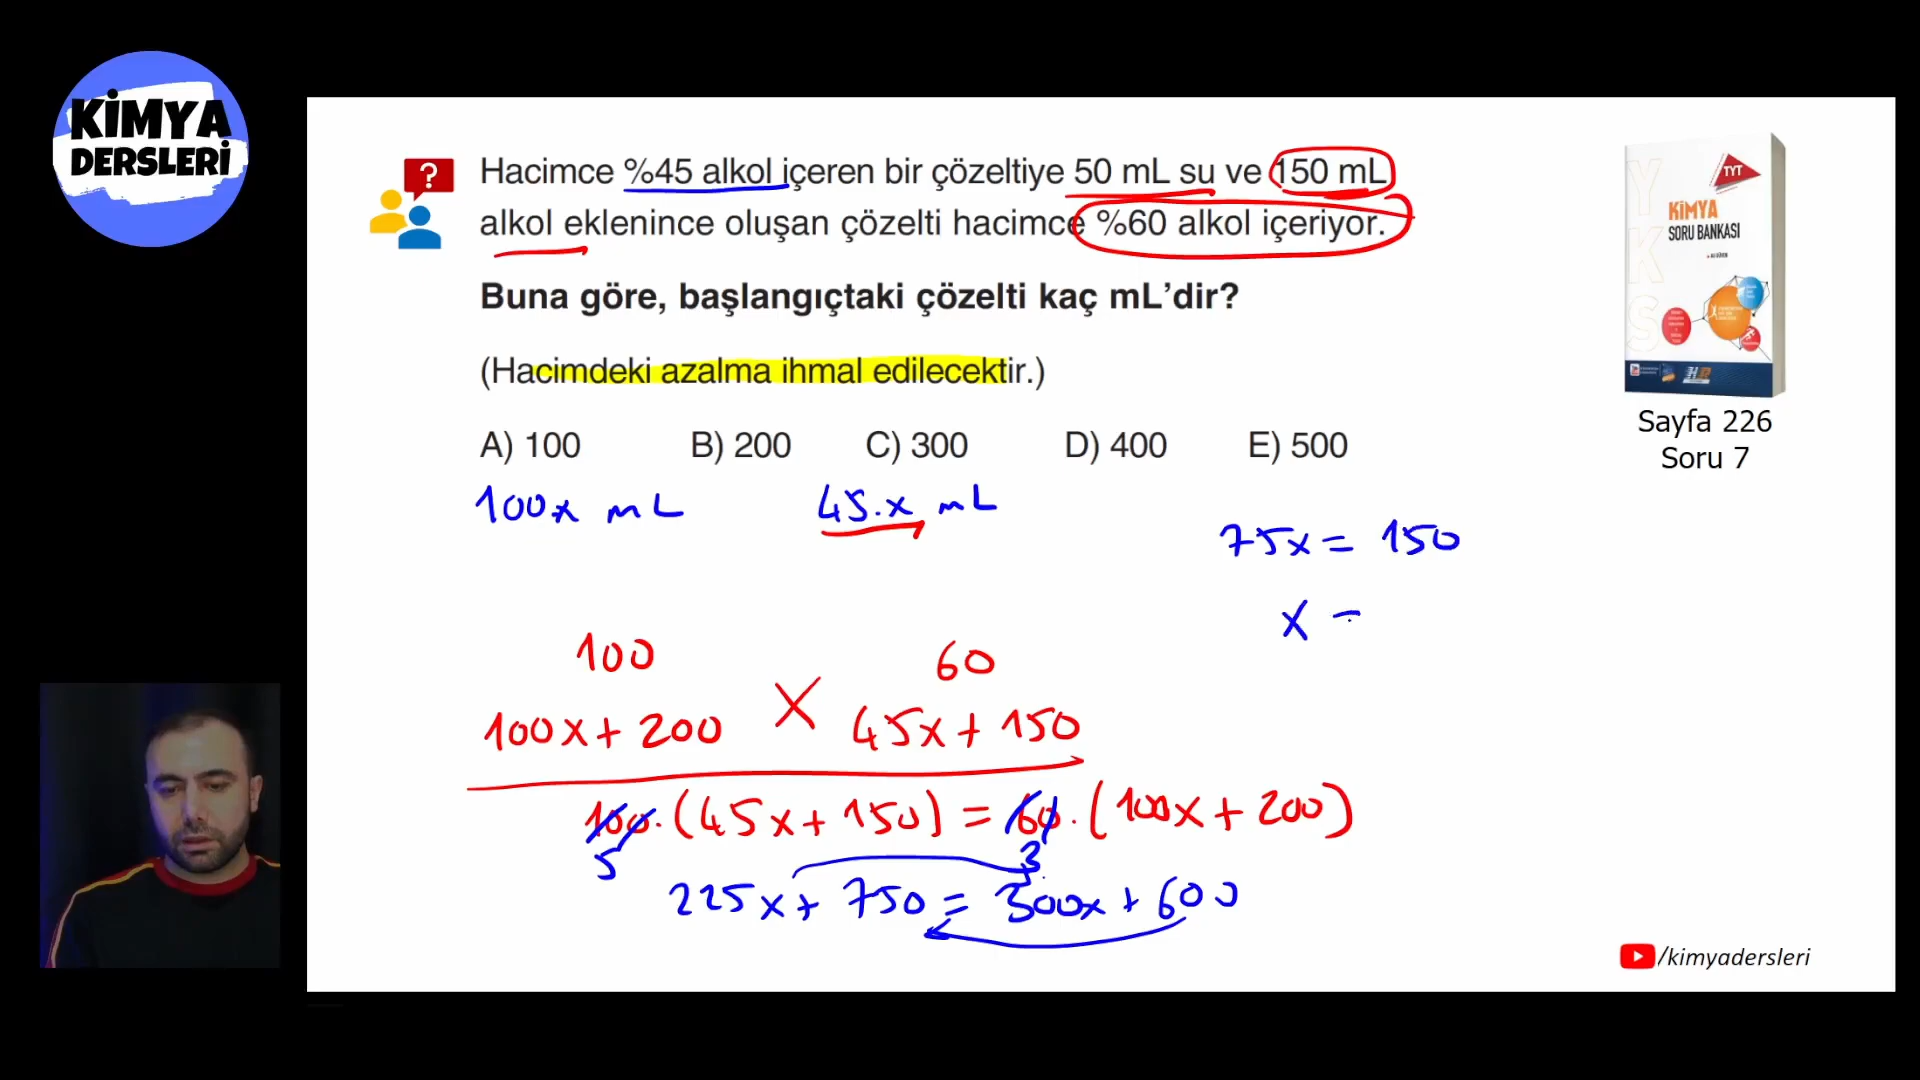 KİMYA
DERSLERİ
?
Hacimce %45 alkol içeren bir çözeltiye 50 mL su ve 150 mL
alkol eklenince oluşan çözelti hacimce %60 alkol içeriyor.
Buna göre, başlangıçtaki çözelti kaç mL’dir?
(Hacimdeki azalma ihmal edilecektir.)
A) 100 B) 200 C) 300 D) 400 E) 500
100x mL 45.x mL
75x = 150
x =
100 60
100x + 200 X 45x + 150
100.(45x + 150) = 60.(100x + 200)
5 3
225x + 750 = 300x + 600
YKS
TYT
KİMYA
SORU BANKASI
Sayfa 226
Soru 7
/kimyadersleri